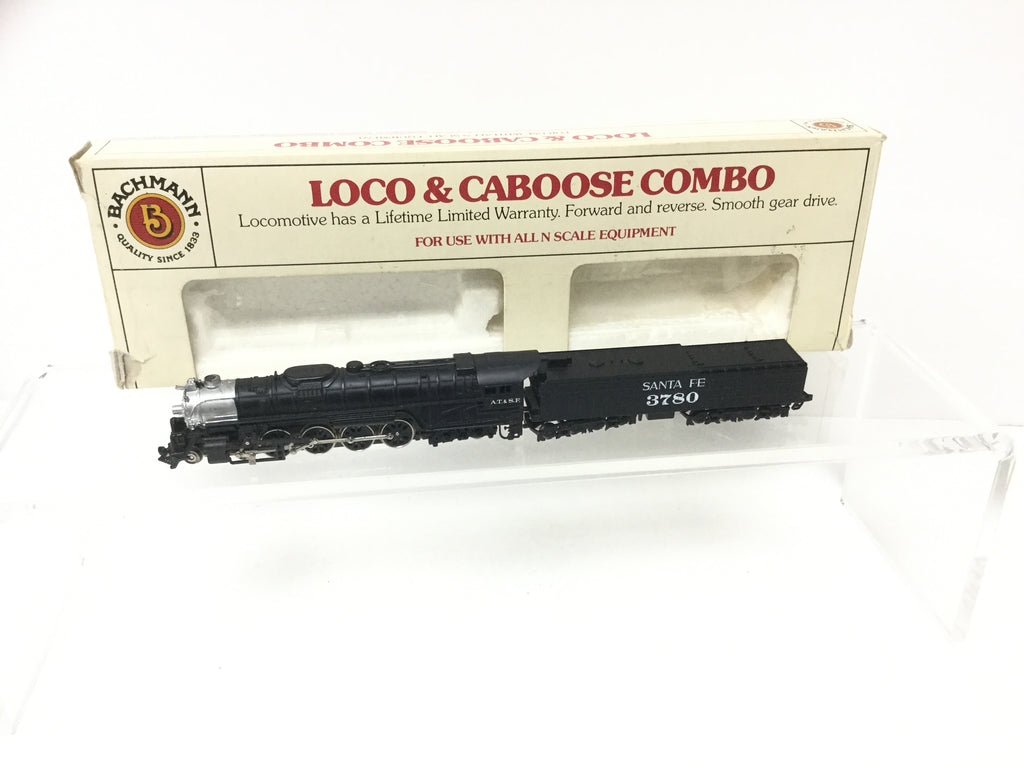 LOCO & CABOOSE COMBO
BACHMANN
B
QUALITY SINCE 1833
LOCO & CABOOSE COMBO
Locomotive has a Lifetime Limited Warranty. Forward and reverse. Smooth gear drive.
FOR USE WITH ALL N SCALE EQUIPMENT
A.T.& S.F.
SANTA FE
3780